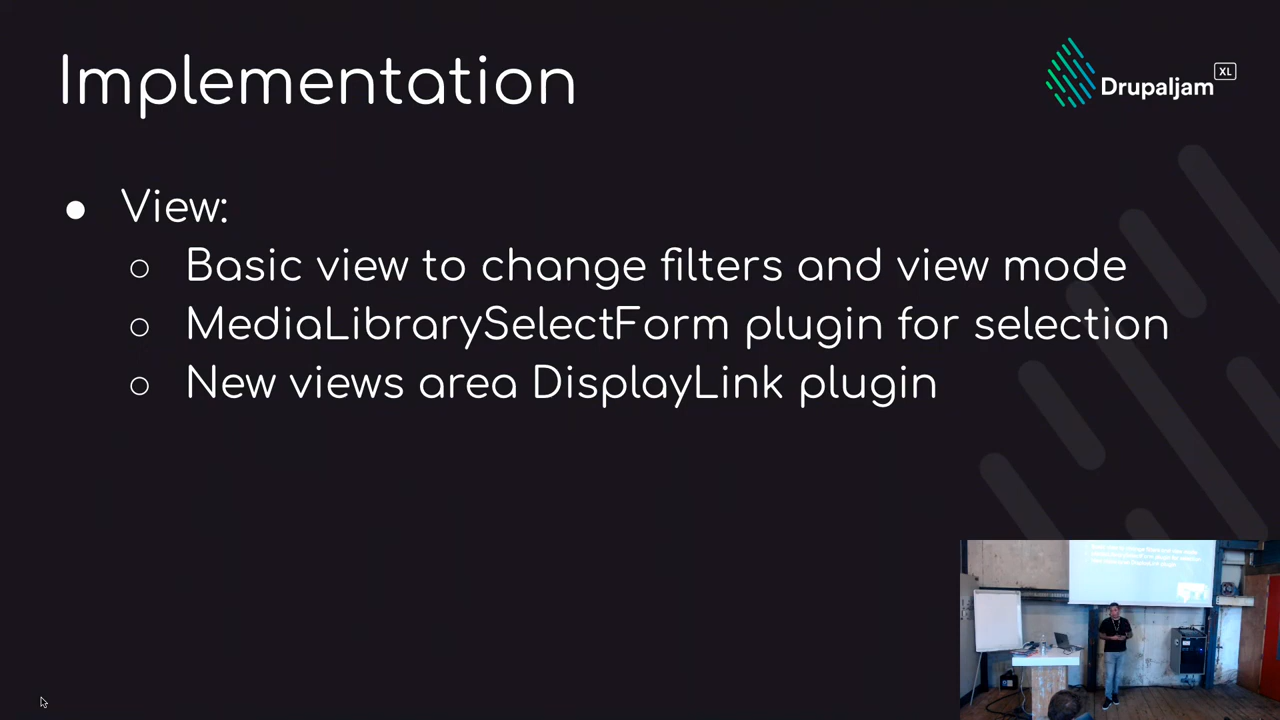 Implementation
Drupaljam XL
● View:
○ Basic view to change filters and view mode
○ MediaLibrarySelectForm plugin for selection
○ New views area DisplayLink plugin